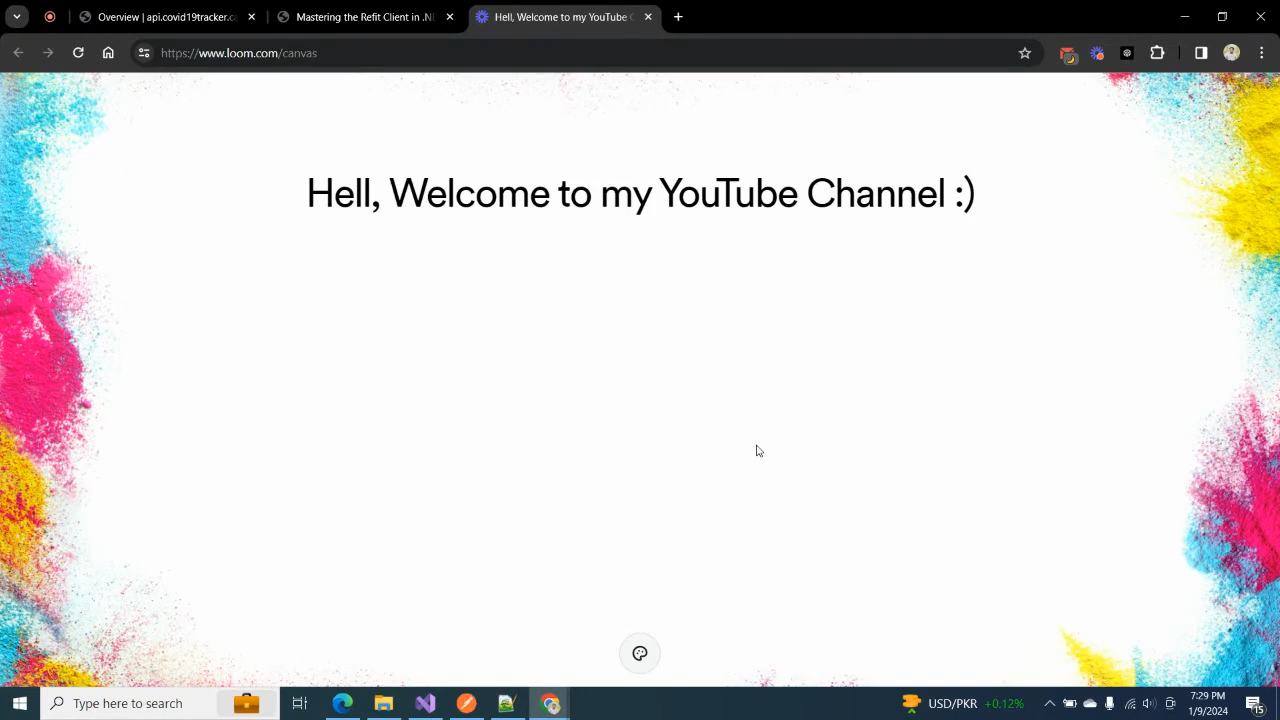 Overview | api.covid19tracker.c
Mastering the Refit Client in .N
Hell, Welcome to my YouTube C
https://www.loom.com/canvas
Hell, Welcome to my YouTube Channel :)
Type here to search
USD/PKR +0.12%
7:29 PM
1/9/2024
15